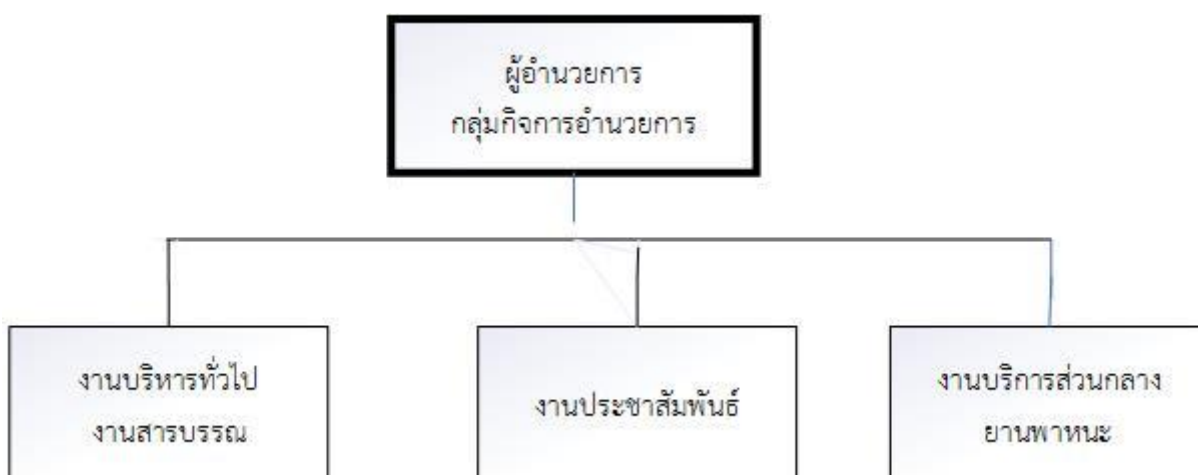 ผู้อำนวยการ
กลุ่มกิจการอำนวยการ
งานบริหารทั่วไป
งานสารบรรณ
งานประชาสัมพันธ์
งานบริการส่วนกลาง
ยานพาหนะ